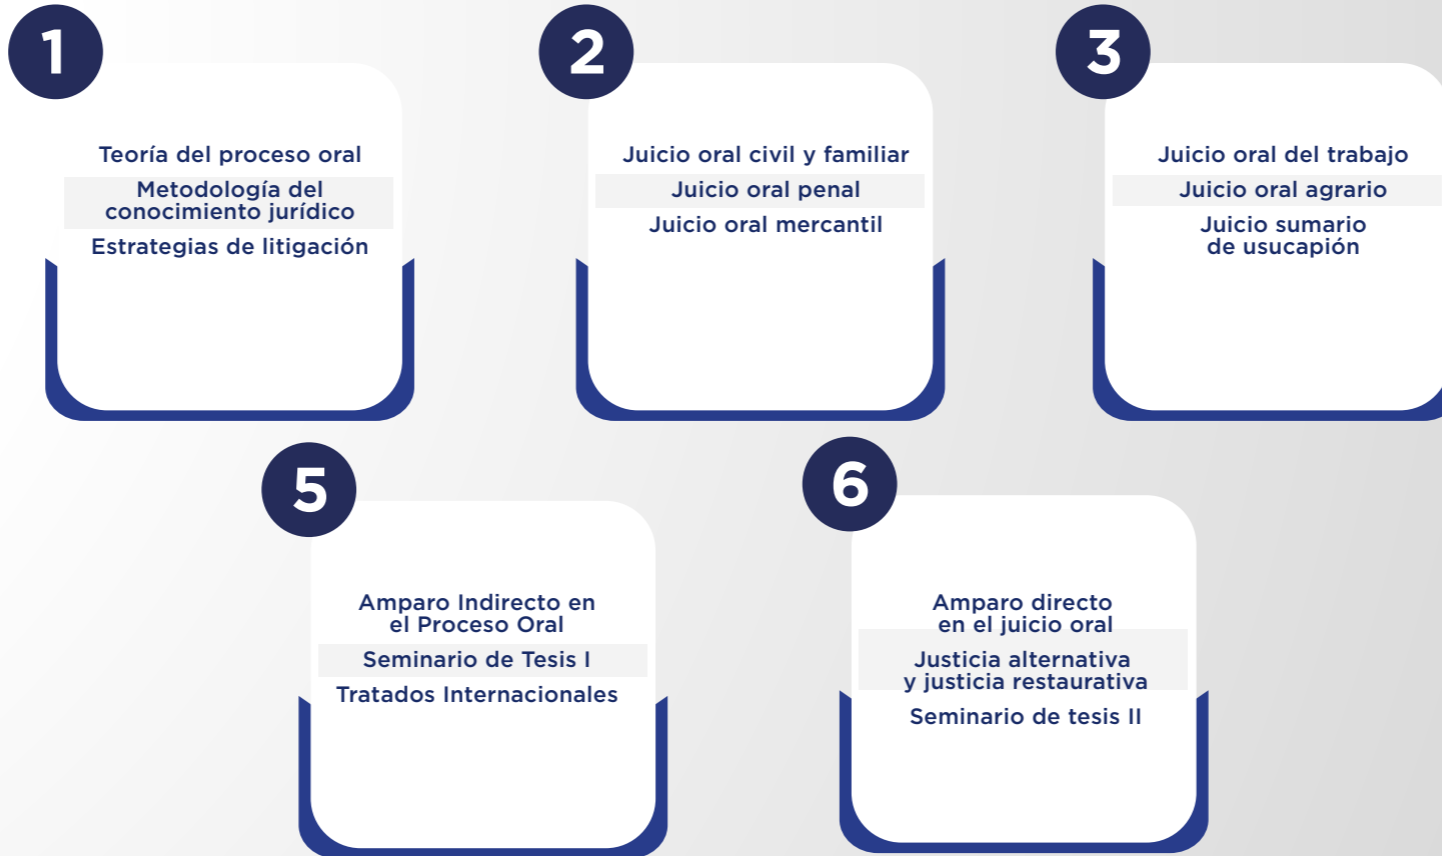 1
Teoría del proceso oral
Metodología del
conocimiento jurídico
Estrategias de litigación
2
Juicio oral civil y familiar
Juicio oral penal
Juicio oral mercantil
3
Juicio oral del trabajo
Juicio oral agrario
Juicio sumario
de usucapión
5
Amparo Indirecto en
el Proceso Oral
Seminario de Tesis I
Tratados Internacionales
6
Amparo directo
en el juicio oral
Justicia alternativa
y justicia restaurativa
Seminario de tesis II